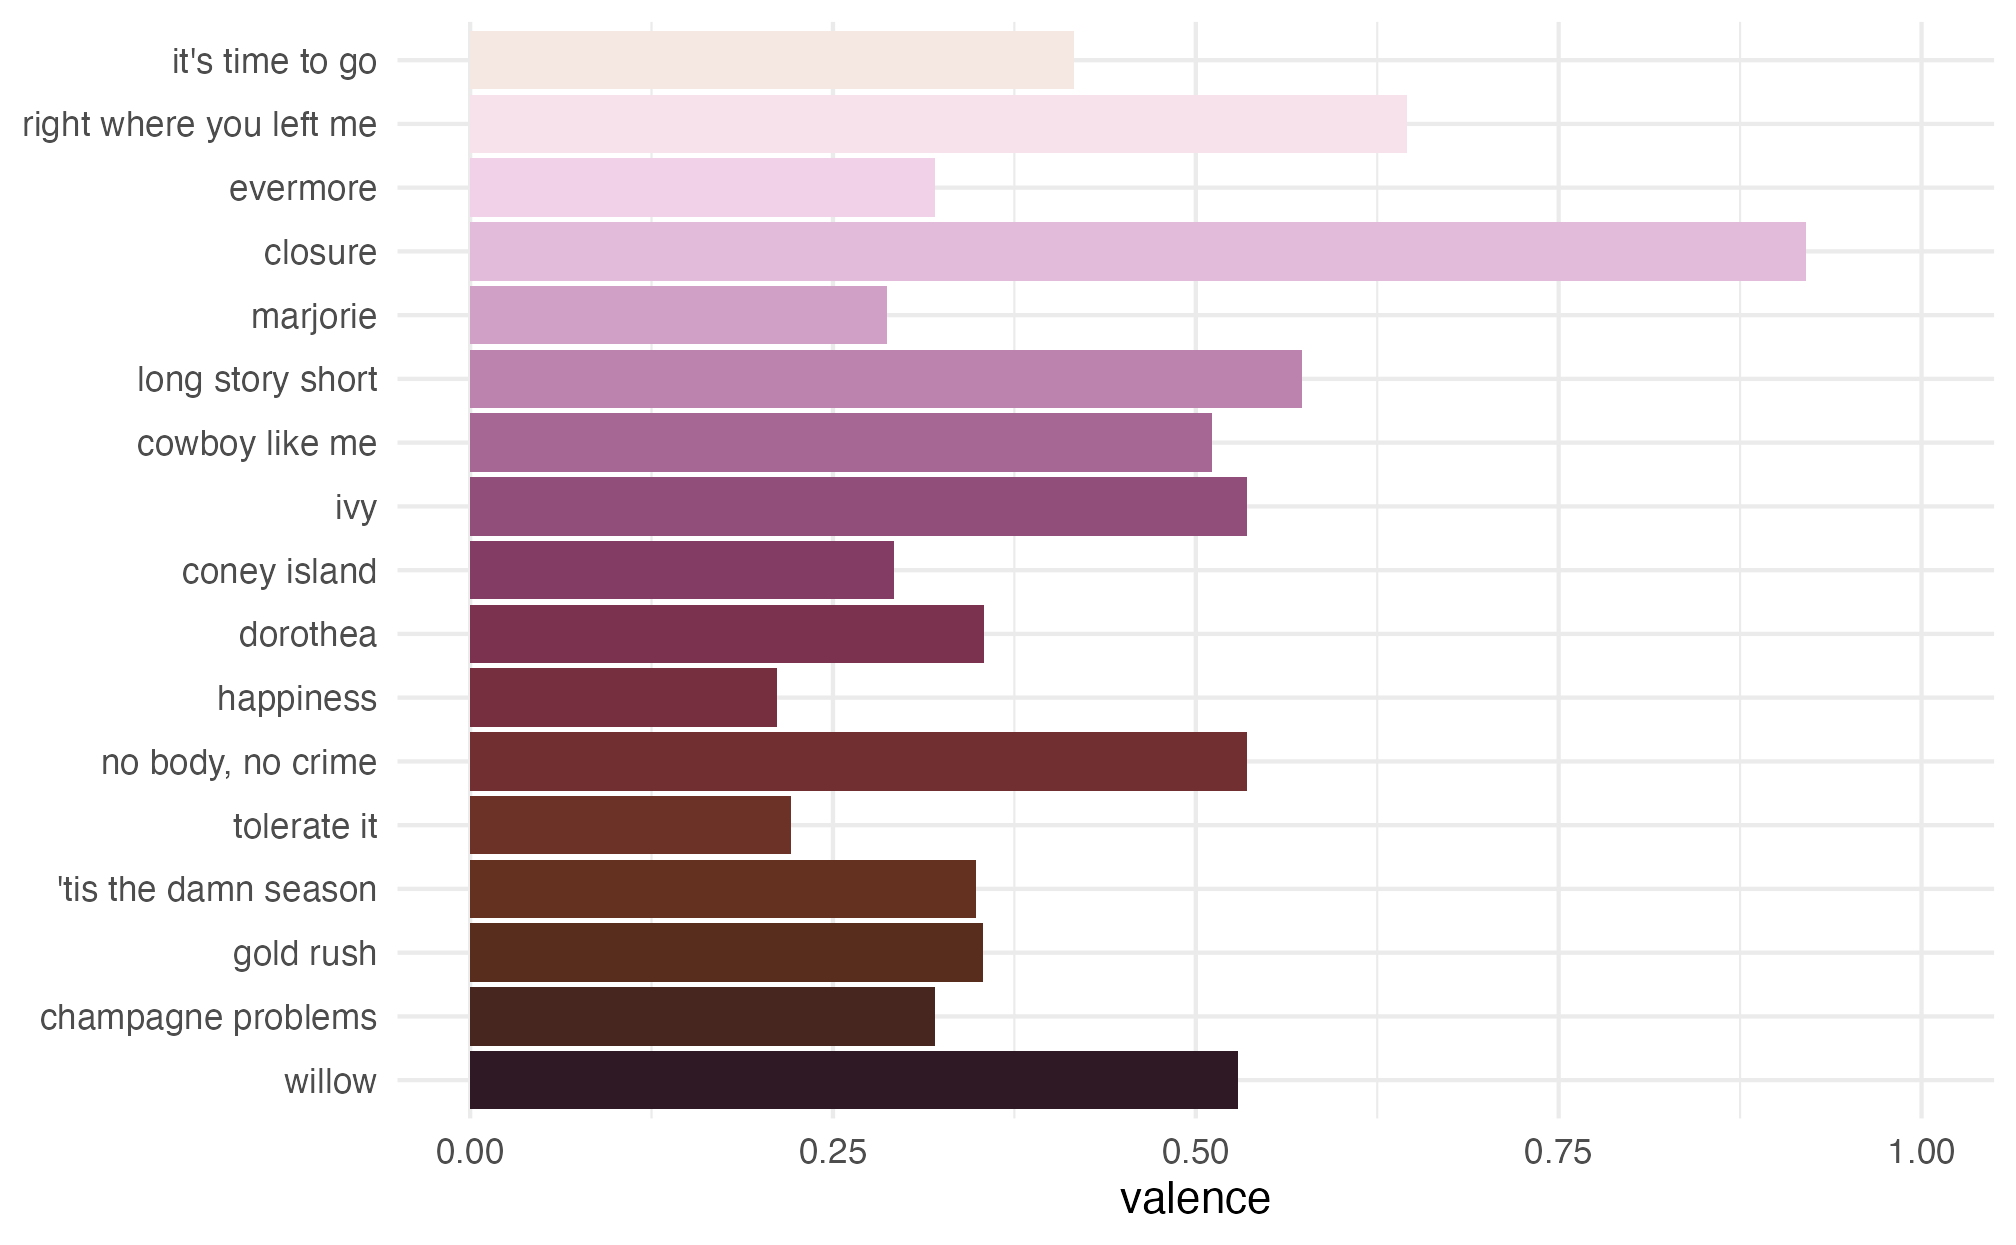 it's time to go
right where you left me
evermore
closure
marjorie
long story short
cowboy like me
ivy
coney island
dorothea
happiness
no body, no crime
tolerate it
'tis the damn season
gold rush
champagne problems
willow
0.00 0.25 0.50 0.75 1.00
valence